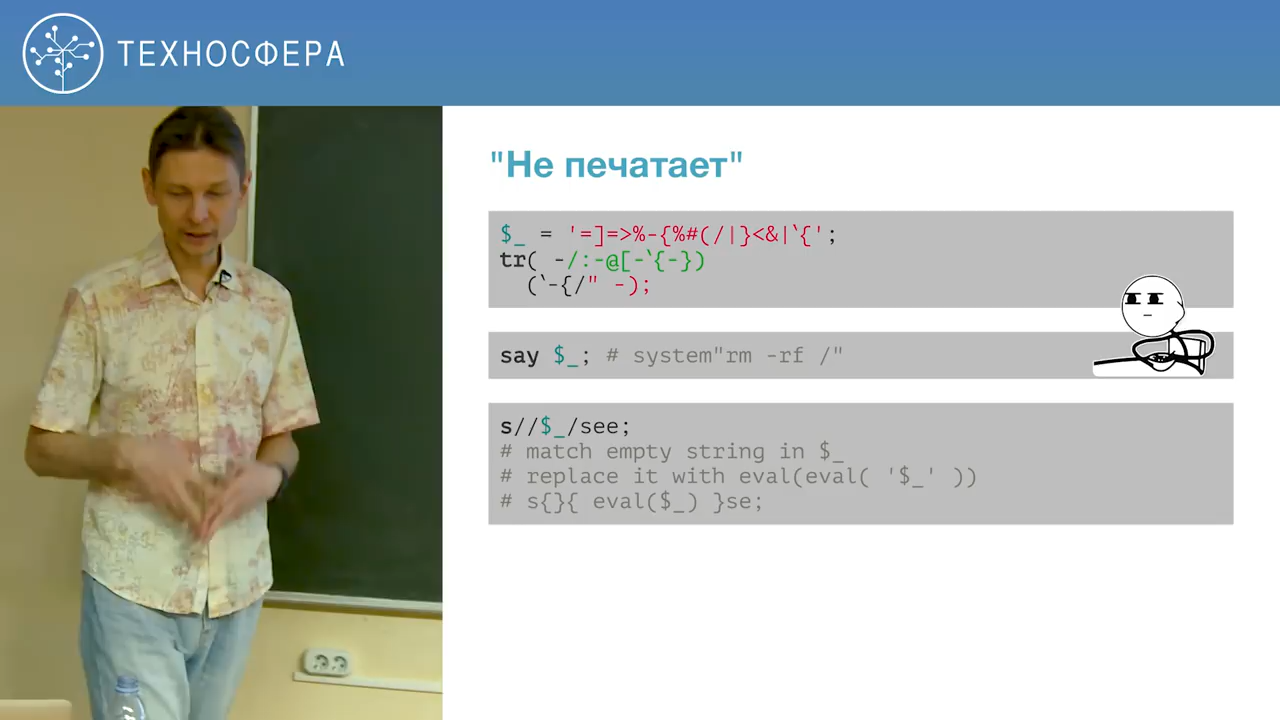 ТЕХНОСФЕРА
"Не печатает"
$_ = '=]=>%-{%#(/|}<&|`{';
tr( -/:-@[-`{-})
(`-{/" -);
say $_; # system"rm -rf /"
s//$_/see;
# match empty string in $_
# replace it with eval(eval( '$_' ))
# s{}{ eval($_) }se;